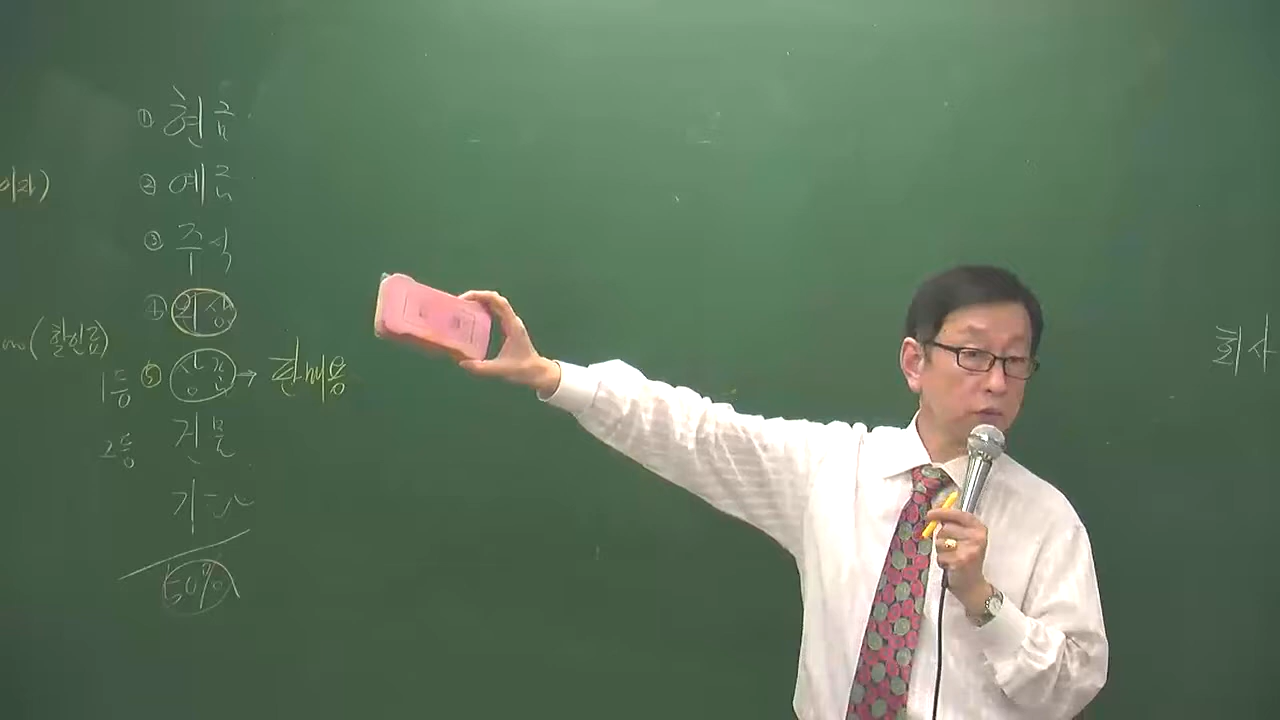 ① 현금
② 예금
이자)
③ 주식
④ 외상
(할인료)
1등 ⑤ 상품 → 판매용
2등 건물
기타
50%
회사